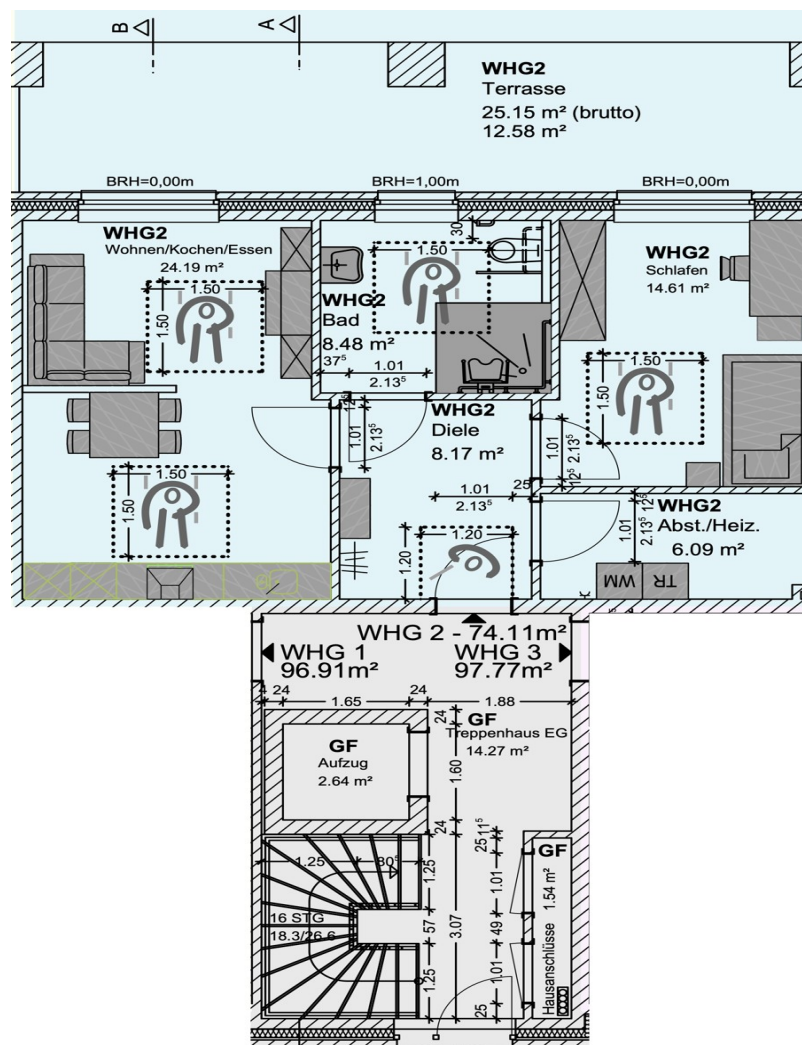 B
A
WHG2
Terrasse
25.15 m² (brutto)
12.58 m²
BRH=0,00m
BRH=1,00m
BRH=0,00m
WHG2
Wohnen/Kochen/Essen
24.19 m²
1.50
1.50
1.50
1.50
WHG2
Bad
8.48 m²
30
1.50
37⁵
1.01
2.13⁵
WHG2
Schlafen
14.61 m²
1.50
1.50
WHG2
Diele
8.17 m²
12⁵
1.01
2.13⁵
1.01
2.13⁵
25
1.20
1.20
1.01
2.13⁵
12⁵
WHG2
Abst./Heiz.
6.09 m²
1.01
2.13⁵
12⁵
WM
TR
WHG 2 - 74.11m²
WHG 1
96.91m²
WHG 3
97.77m²
4
24
1.65
24
1.88
GF
Aufzug
2.64 m²
24
1.60
24
GF
Treppenhaus EG
14.27 m²
1.25
80⁵
16 STG
18.3/26.6
1.25
57
1.25
3.07
11⁵
25
1.01
49
1.01
25
GF
1.54 m²
Hausanschlüsse